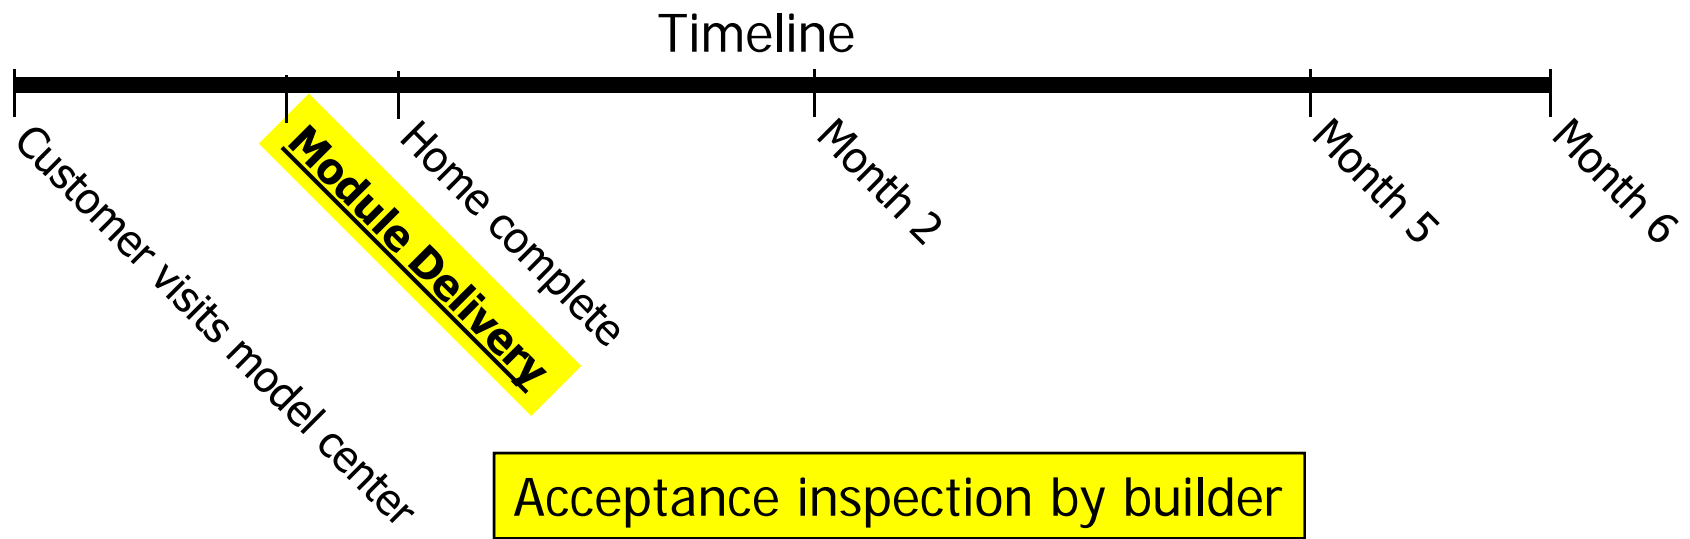 Timeline
Customer visits model center
Module Delivery
Home complete
Month 2
Month 5
Month 6
Acceptance inspection by builder